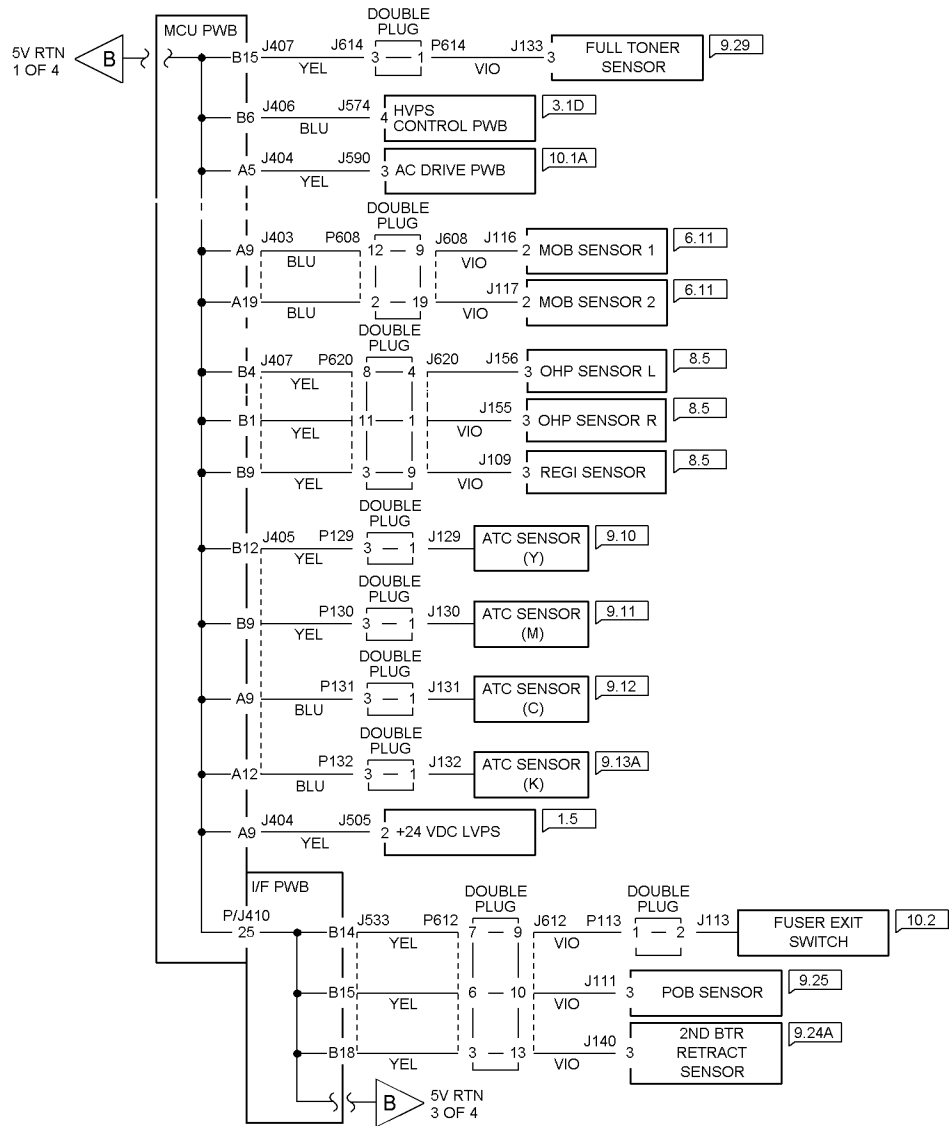 MCU PWB
5V RTN
1 OF 4
B
B15 J407 YEL J614 DOUBLE PLUG 3 1 P614 VIO J133 3 FULL TONER SENSOR 9.29
B6 J406 BLU J574 4 HVPS CONTROL PWB 3.1D
A5 J404 YEL J590 3 AC DRIVE PWB 10.1A
DOUBLE PLUG
A9 J403 BLU P608 12 9 J608 VIO J116 2 MOB SENSOR 1 6.11
A19 BLU 2 19 VIO J117 2 MOB SENSOR 2 6.11
DOUBLE PLUG
B4 J407 YEL P620 8 4 J620 J156 3 OHP SENSOR L 8.5
B1 YEL 11 1 VIO J155 3 OHP SENSOR R 8.5
B9 YEL 3 9 VIO J109 3 REGI SENSOR 8.5
DOUBLE PLUG
B12 J405 YEL P129 3 1 J129 ATC SENSOR (Y) 9.10
DOUBLE PLUG
B9 YEL P130 3 1 J130 ATC SENSOR (M) 9.11
DOUBLE PLUG
A9 BLU P131 3 1 J131 ATC SENSOR (C) 9.12
DOUBLE PLUG
A12 BLU P132 3 1 J132 ATC SENSOR (K) 9.13A
A9 J404 YEL J505 2 +24 VDC LVPS 1.5
I/F PWB
DOUBLE PLUG
DOUBLE PLUG
P/J410 25 B14 J533 YEL P612 7 9 J612 VIO P113 1 2 J113 FUSER EXIT SWITCH 10.2
B15 YEL 6 10 VIO J111 3 POB SENSOR 9.25
B18 YEL 3 13 VIO J140 3 2ND BTR RETRACT SENSOR 9.24A
B
5V RTN
3 OF 4